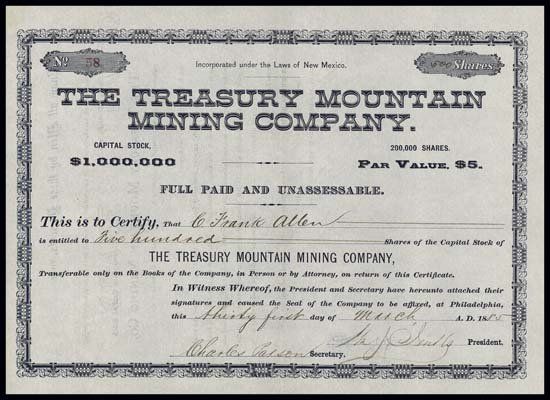 No. 58
500 Shares
Incorporated under the Laws of New Mexico.
THE TREASURY MOUNTAIN
MINING COMPANY.
CAPITAL STOCK, 200,000 SHARES.
$1,000,000 PAR VALUE, $5.
FULL PAID AND UNASSESSABLE.
This is to Certify, That C Frank Allen
is entitled to Five hundred Shares of the Capital Stock of
THE TREASURY MOUNTAIN MINING COMPANY,
Transferable only on the Books of the Company, in Person or by Attorney, on return of this Certificate.
In Witness Whereof, the President and Secretary have hereunto attached their
signatures and caused the Seal of the Company to be affixed, at Philadelphia,
this thirty first day of March A. D. 1885
President.
Charles Secretary.